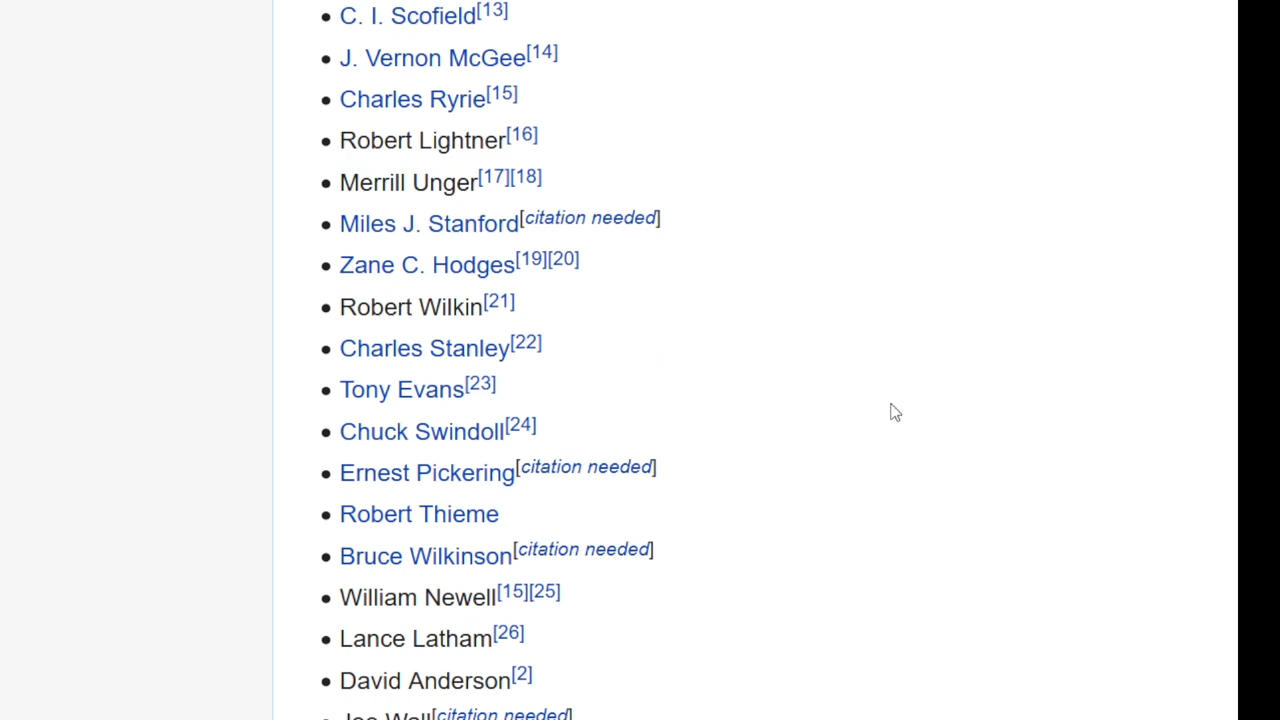 • C. I. Scofield[13]
• J. Vernon McGee[14]
• Charles Ryrie[15]
• Robert Lightner[16]
• Merrill Unger[17][18]
• Miles J. Stanford[citation needed]
• Zane C. Hodges[19][20]
• Robert Wilkin[21]
• Charles Stanley[22]
• Tony Evans[23]
• Chuck Swindoll[24]
• Ernest Pickering[citation needed]
• Robert Thieme
• Bruce Wilkinson[citation needed]
• William Newell[15][25]
• Lance Latham[26]
• David Anderson[2]
• Joe Wall[citation needed]